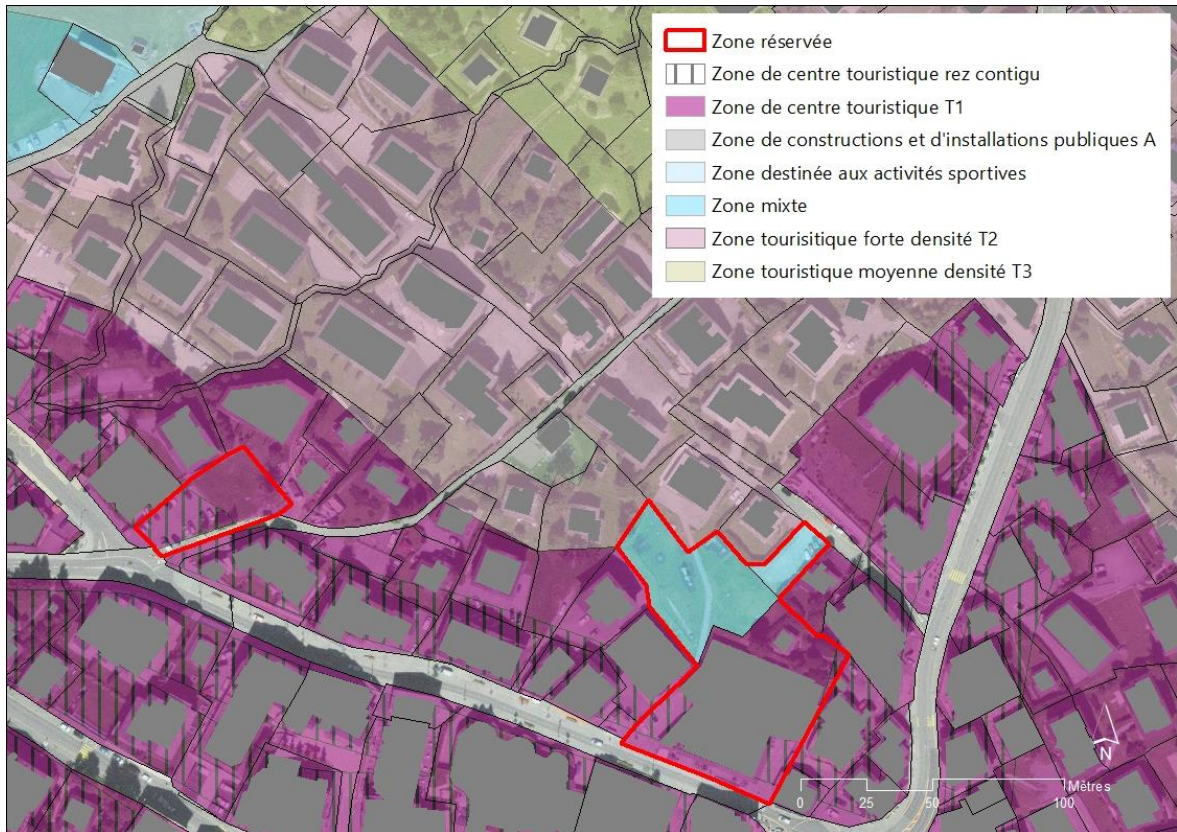 Zone réservée
Zone de centre touristique rez contigu
Zone de centre touristique T1
Zone de constructions et d'installations publiques A
Zone destinée aux activités sportives
Zone mixte
Zone tourisitique forte densité T2
Zone touristique moyenne densité T3
N
Mètres
0 25 50 100